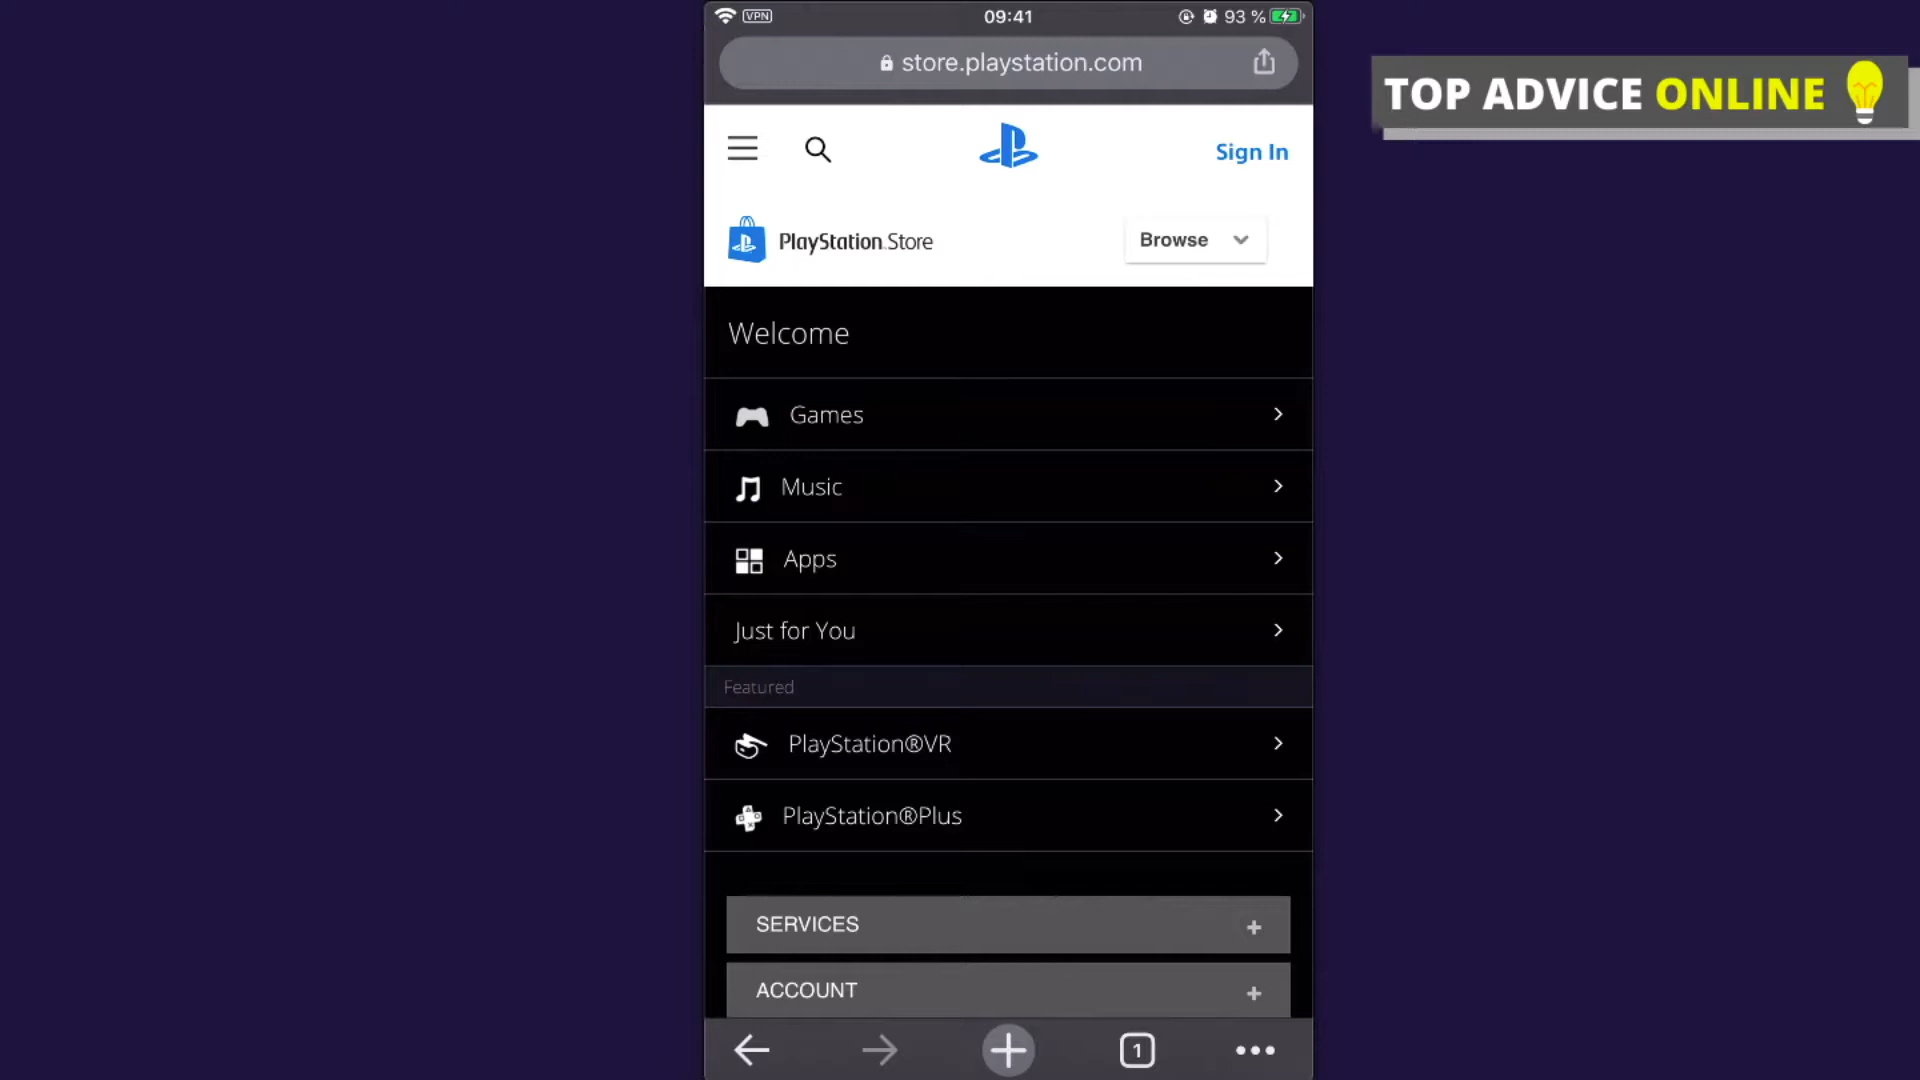 VPN
09:41
93 %
store.playstation.com
TOP ADVICE ONLINE
Sign In
PlayStation Store
Browse
Welcome
Games
Music
Apps
Just for You
Featured
PlayStation®VR
PlayStation®Plus
SERVICES
+
ACCOUNT
+
1